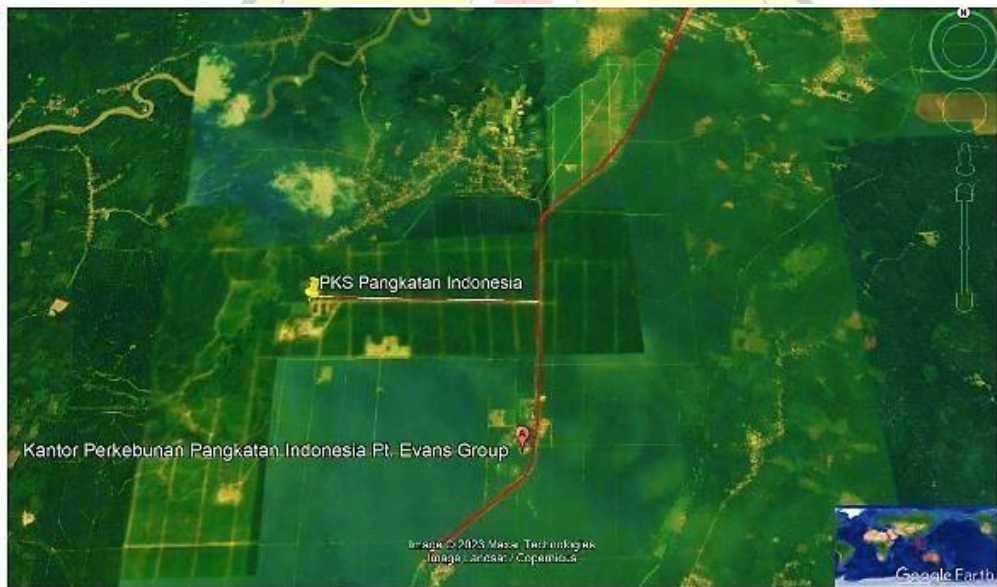 N
PKS Pangkatan Indonesia
A
Kantor Perkebunan Pangkatan Indonesia Pt. Evans Group
Image © 2023 Maxar Technologies
Image Landsat / Copernicus
Google Earth